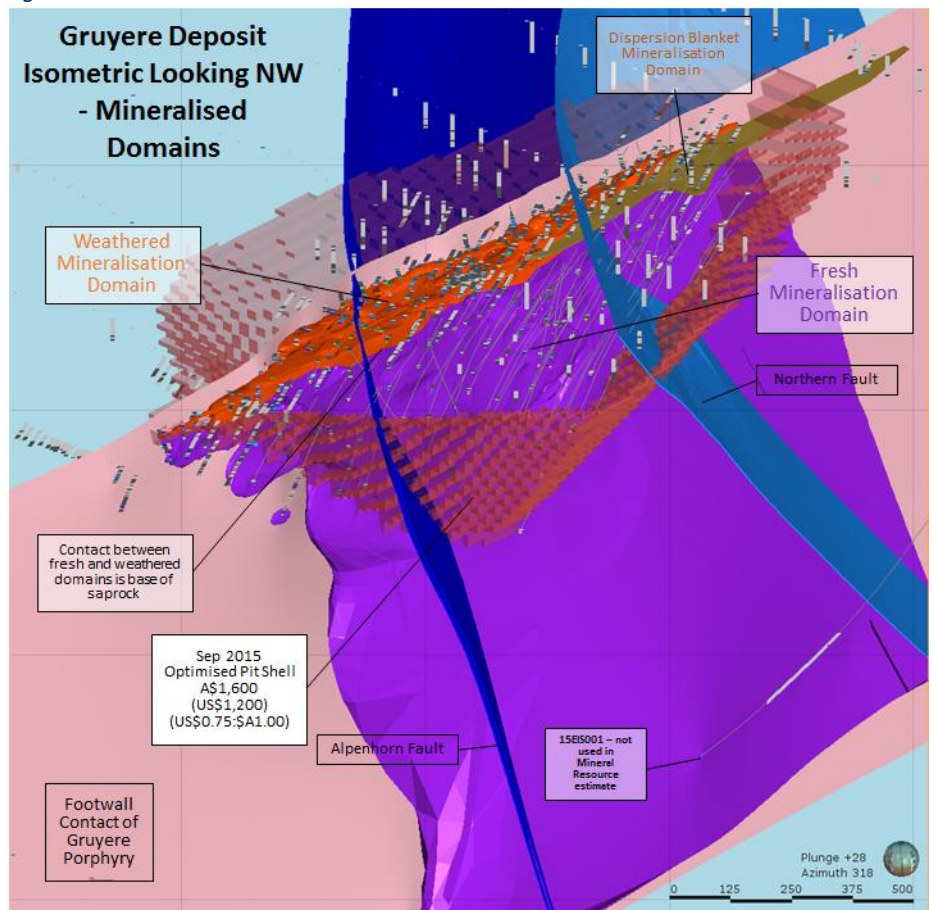 Gruyere Deposit
Isometric Looking NW
- Mineralised
Domains
Dispersion Blanket
Mineralisation
Domain
Weathered
Mineralisation
Domain
Fresh
Mineralisation
Domain
Northern Fault
Contact between
fresh and weathered
domains is base of
saprock
Sep 2015
Optimised Pit Shell
A$1,600
(US$1,200)
(US$0.75:$A1.00)
Alpenhorn Fault
15EIS001 – not
used in
Mineral
Resource
estimate
Footwall
Contact of
Gruyere
Porphyry
Plunge +28
Azimuth 318
0 125 250 375 500